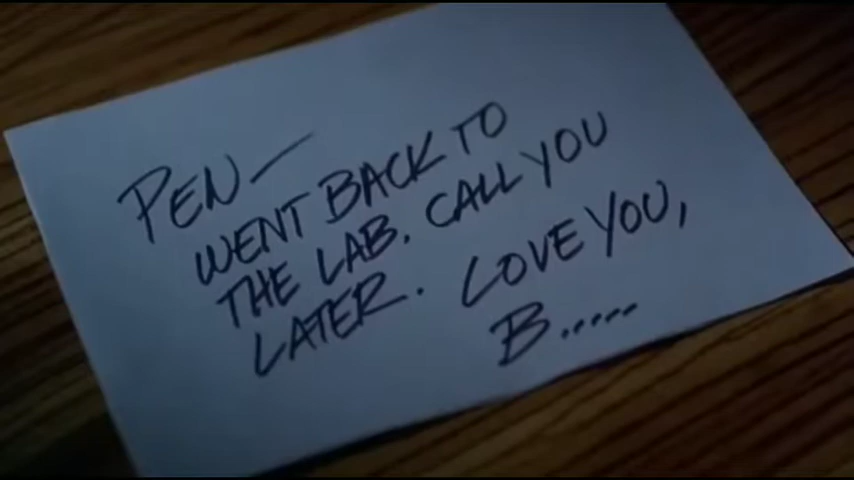 PEN—
WENT BACK TO
THE LAB. CALL YOU
LATER. LOVE YOU,
B.....